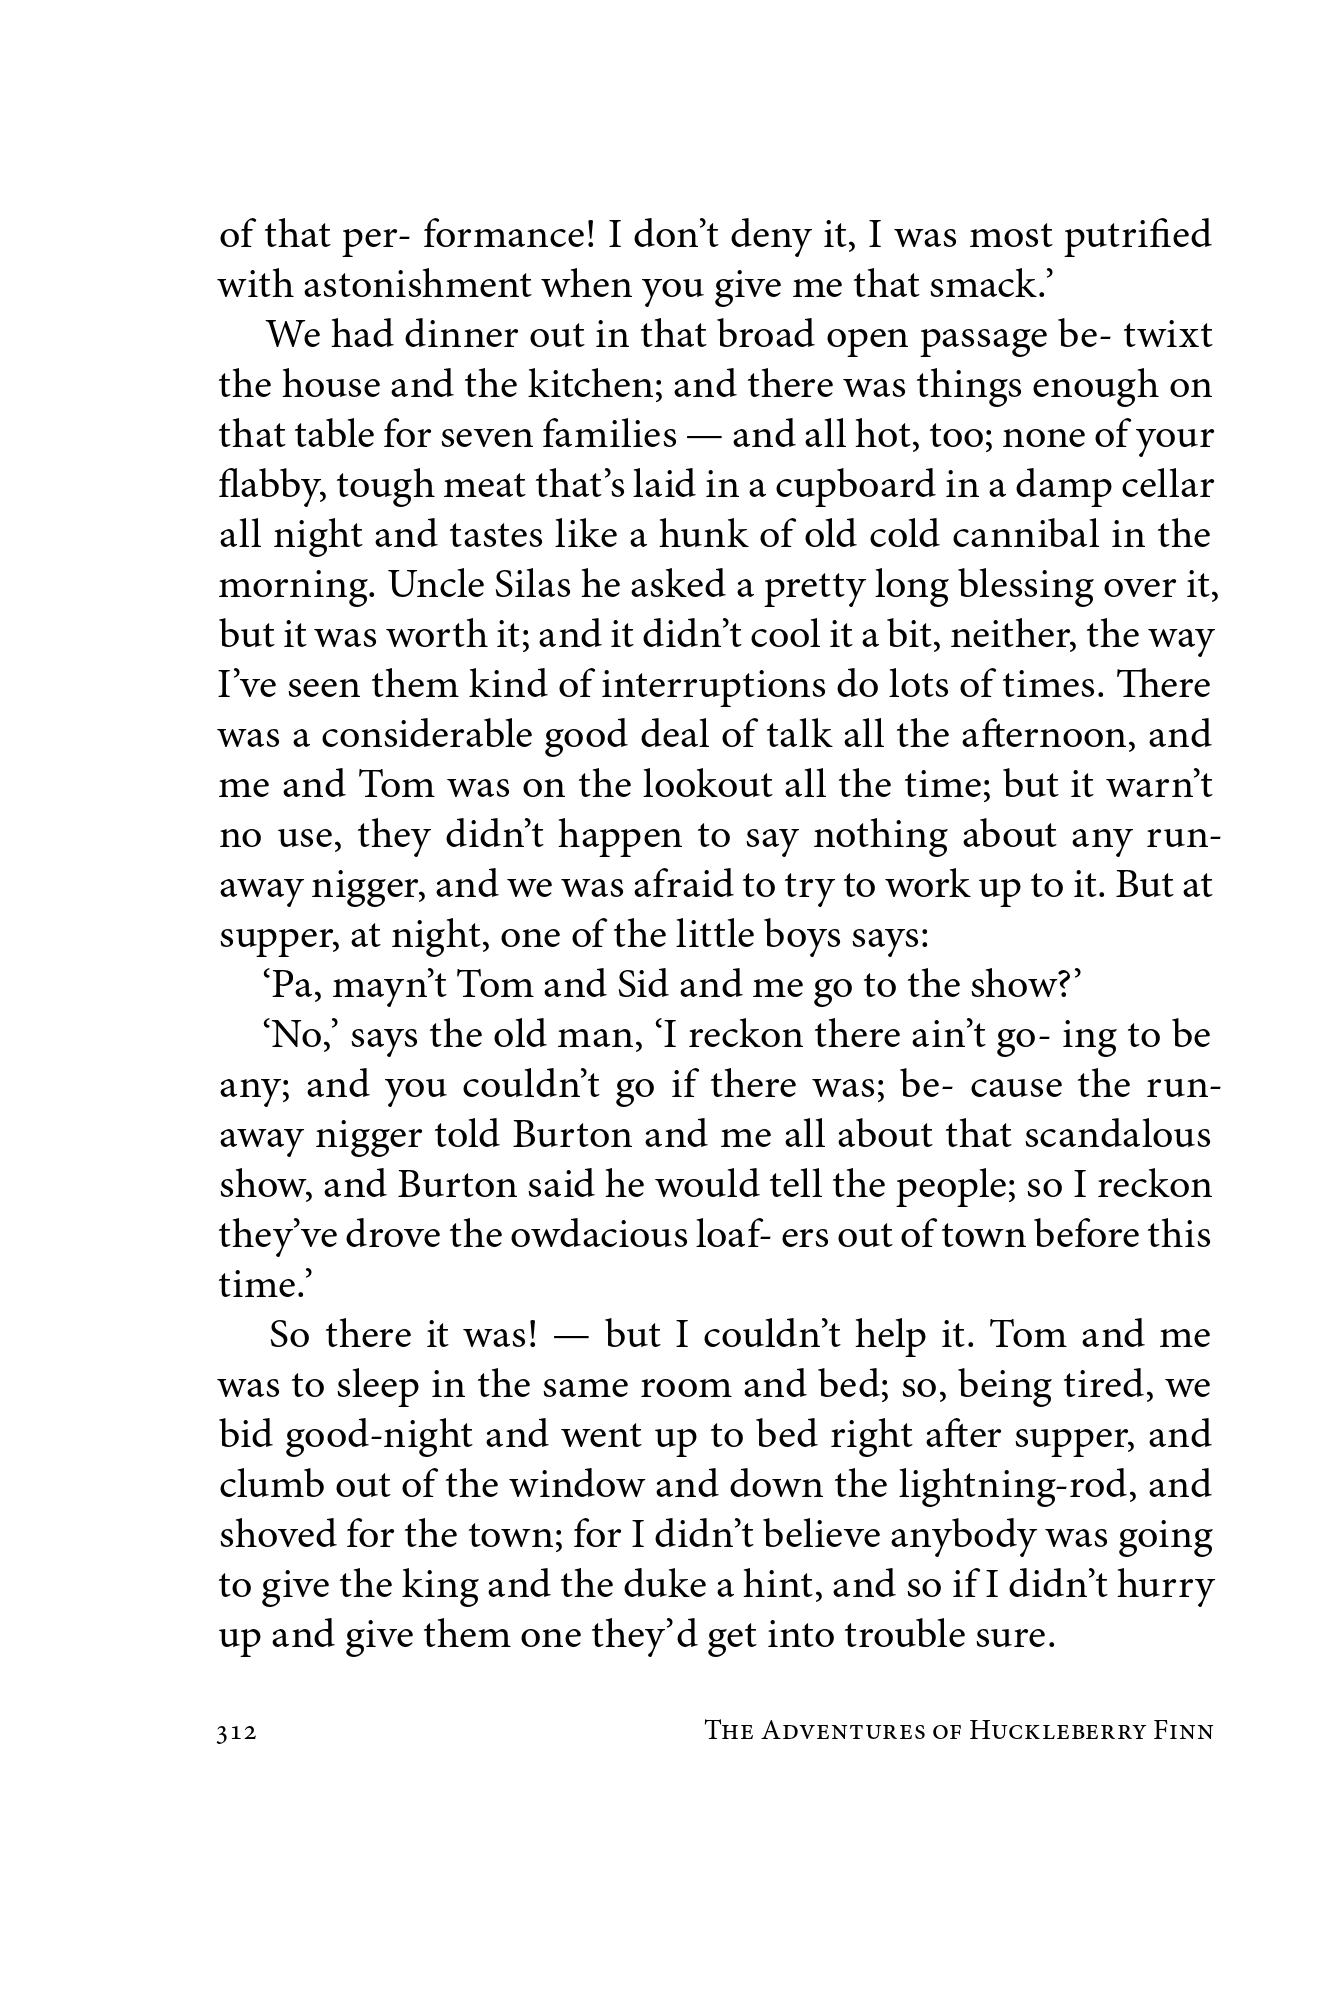 of that per- formance! I don’t deny it, I was most putrified
with astonishment when you give me that smack.’
We had dinner out in that broad open passage be- twixt
the house and the kitchen; and there was things enough on
that table for seven families — and all hot, too; none of your
flabby, tough meat that’s laid in a cupboard in a damp cellar
all night and tastes like a hunk of old cold cannibal in the
morning. Uncle Silas he asked a pretty long blessing over it,
but it was worth it; and it didn’t cool it a bit, neither, the way
I’ve seen them kind of interruptions do lots of times. There
was a considerable good deal of talk all the afternoon, and
me and Tom was on the lookout all the time; but it warn’t
no use, they didn’t happen to say nothing about any run-
away nigger, and we was afraid to try to work up to it. But at
supper, at night, one of the little boys says:
‘Pa, mayn’t Tom and Sid and me go to the show?’
‘No,’ says the old man, ‘I reckon there ain’t go- ing to be
any; and you couldn’t go if there was; be- cause the run-
away nigger told Burton and me all about that scandalous
show, and Burton said he would tell the people; so I reckon
they’ve drove the owdacious loaf- ers out of town before this
time.’
So there it was! — but I couldn’t help it. Tom and me
was to sleep in the same room and bed; so, being tired, we
bid good-night and went up to bed right after supper, and
clumb out of the window and down the lightning-rod, and
shoved for the town; for I didn’t believe anybody was going
to give the king and the duke a hint, and so if I didn’t hurry
up and give them one they’d get into trouble sure.
312 The Adventures of Huckleberry Finn